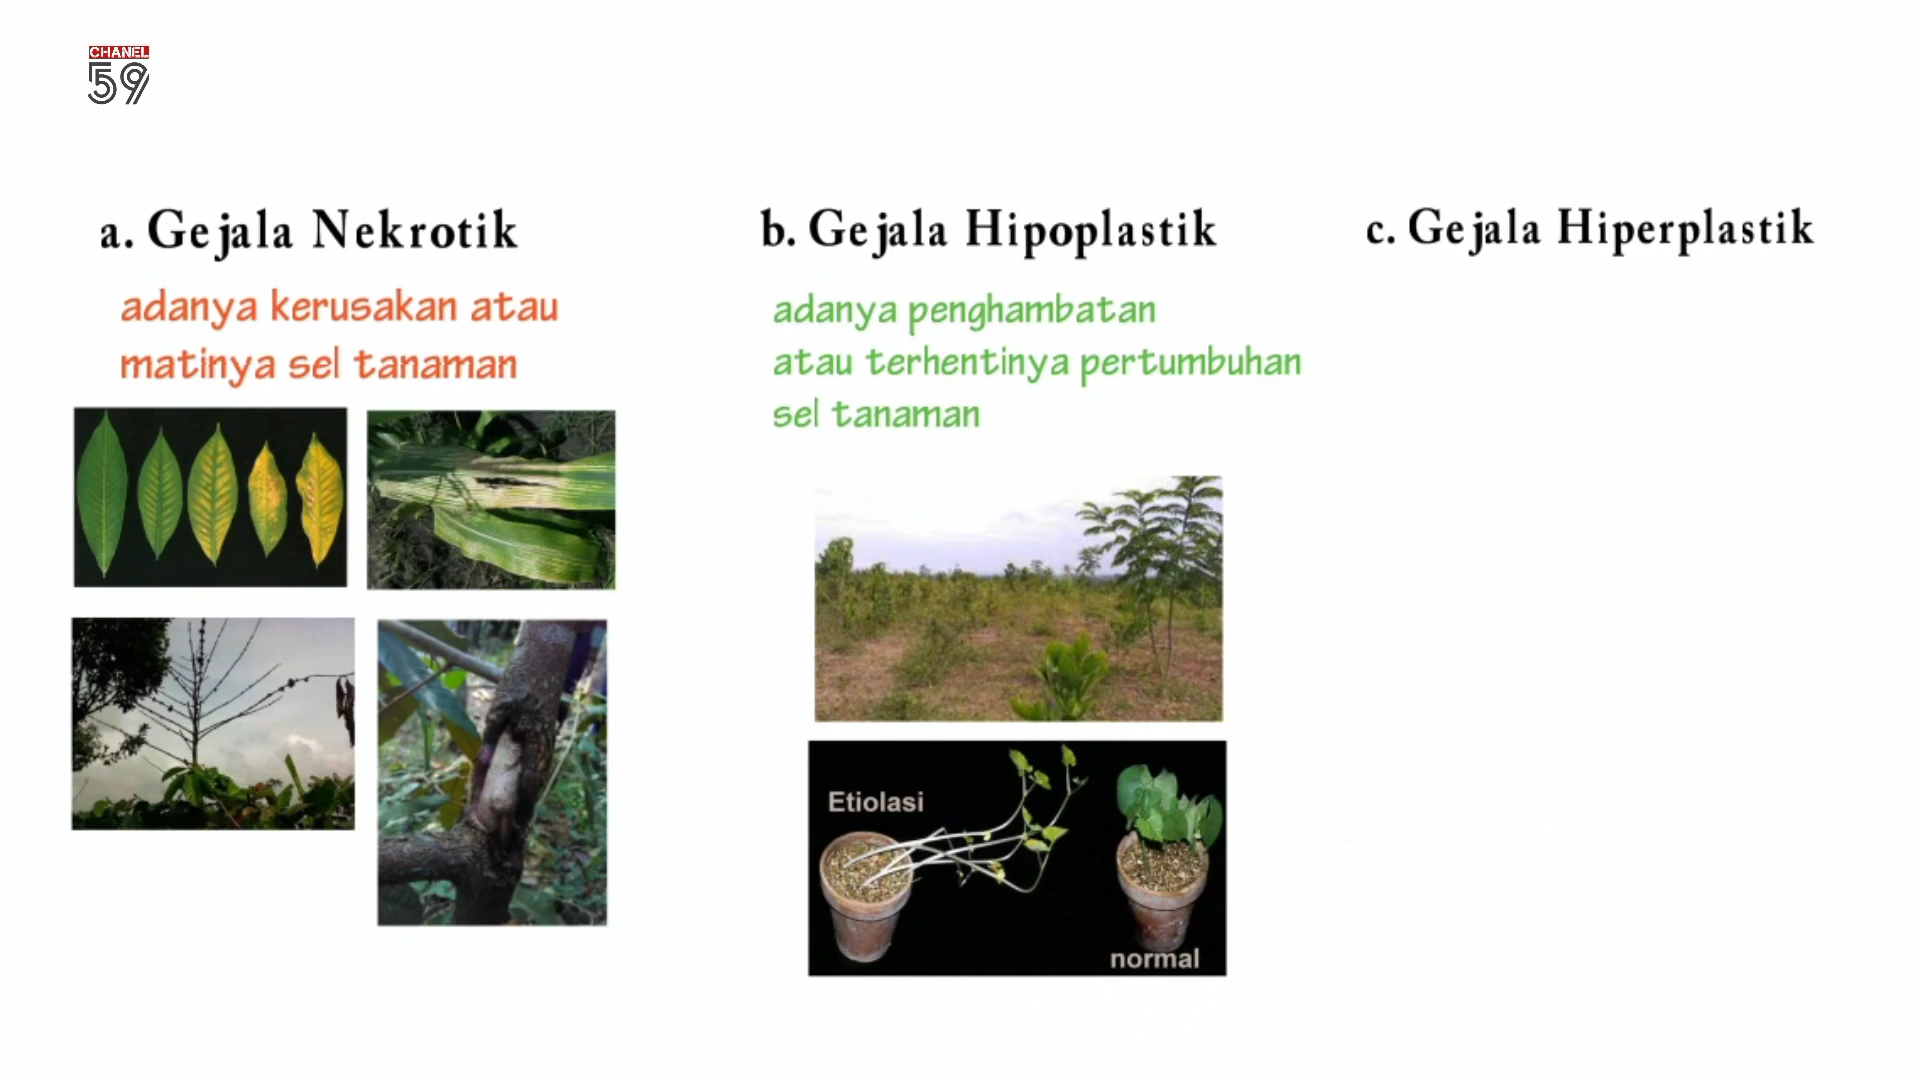 CHANEL
59
a. Gejala Nekrotik
adanya kerusakan atau
matinya sel tanaman
b. Gejala Hipoplastik
adanya penghambatan
atau terhentinya pertumbuhan
sel tanaman
Etiolasi
normal
c. Gejala Hiperplastik